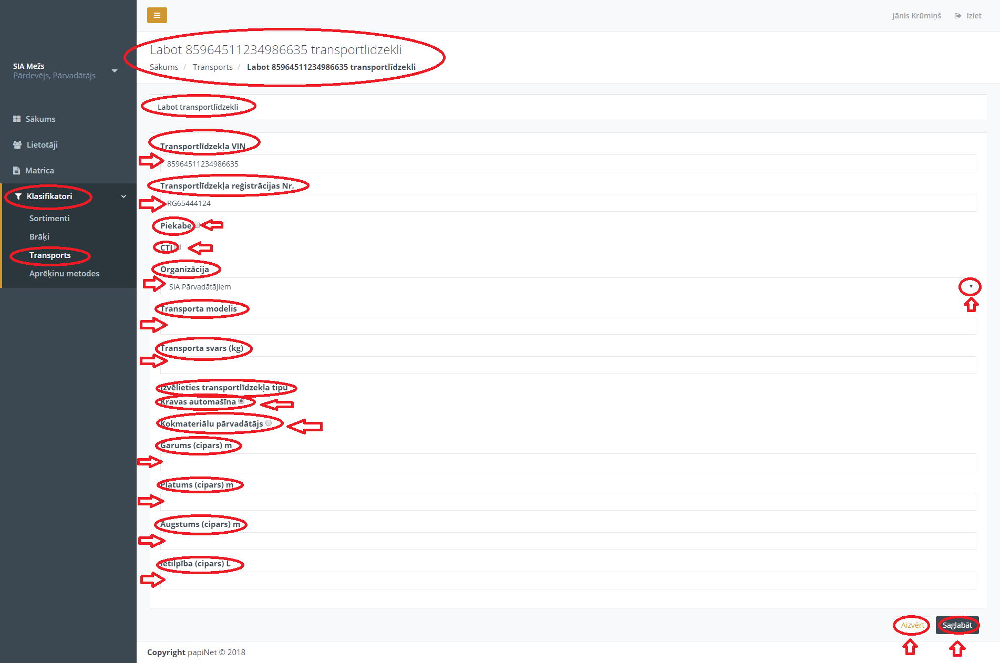 Jānis Krūmiņš Iziet
SIA Mežs
Pārdevējs, Pārvadātājs
Sākums
Lietotāji
Matrica
Klasifikatori
Sortimenti
Brāķi
Transports
Aprēķinu metodes
Labot 85964511234986635 transportlīdzekli
Sākums / Transports / Labot 85964511234986635 transportlīdzekli
Labot transportlīdzekli
Transportlīdzekļa VIN
85964511234986635
Transportlīdzekļa reģistrācijas Nr.
RG65444124
Piekabe
CTI
Organizācija
SIA Pārvadātājiem
Transporta modelis
Transporta svars (kg)
Izvēlieties transportlīdzekļa tipu
Kravas automašīna
Kokmateriālu pārvadātājs
Garums (cipars) m
Platums (cipars) m
Augstums (cipars) m
Ietilpība (cipars) L
Aizvērt Saglabāt
Copyright papiNet © 2018